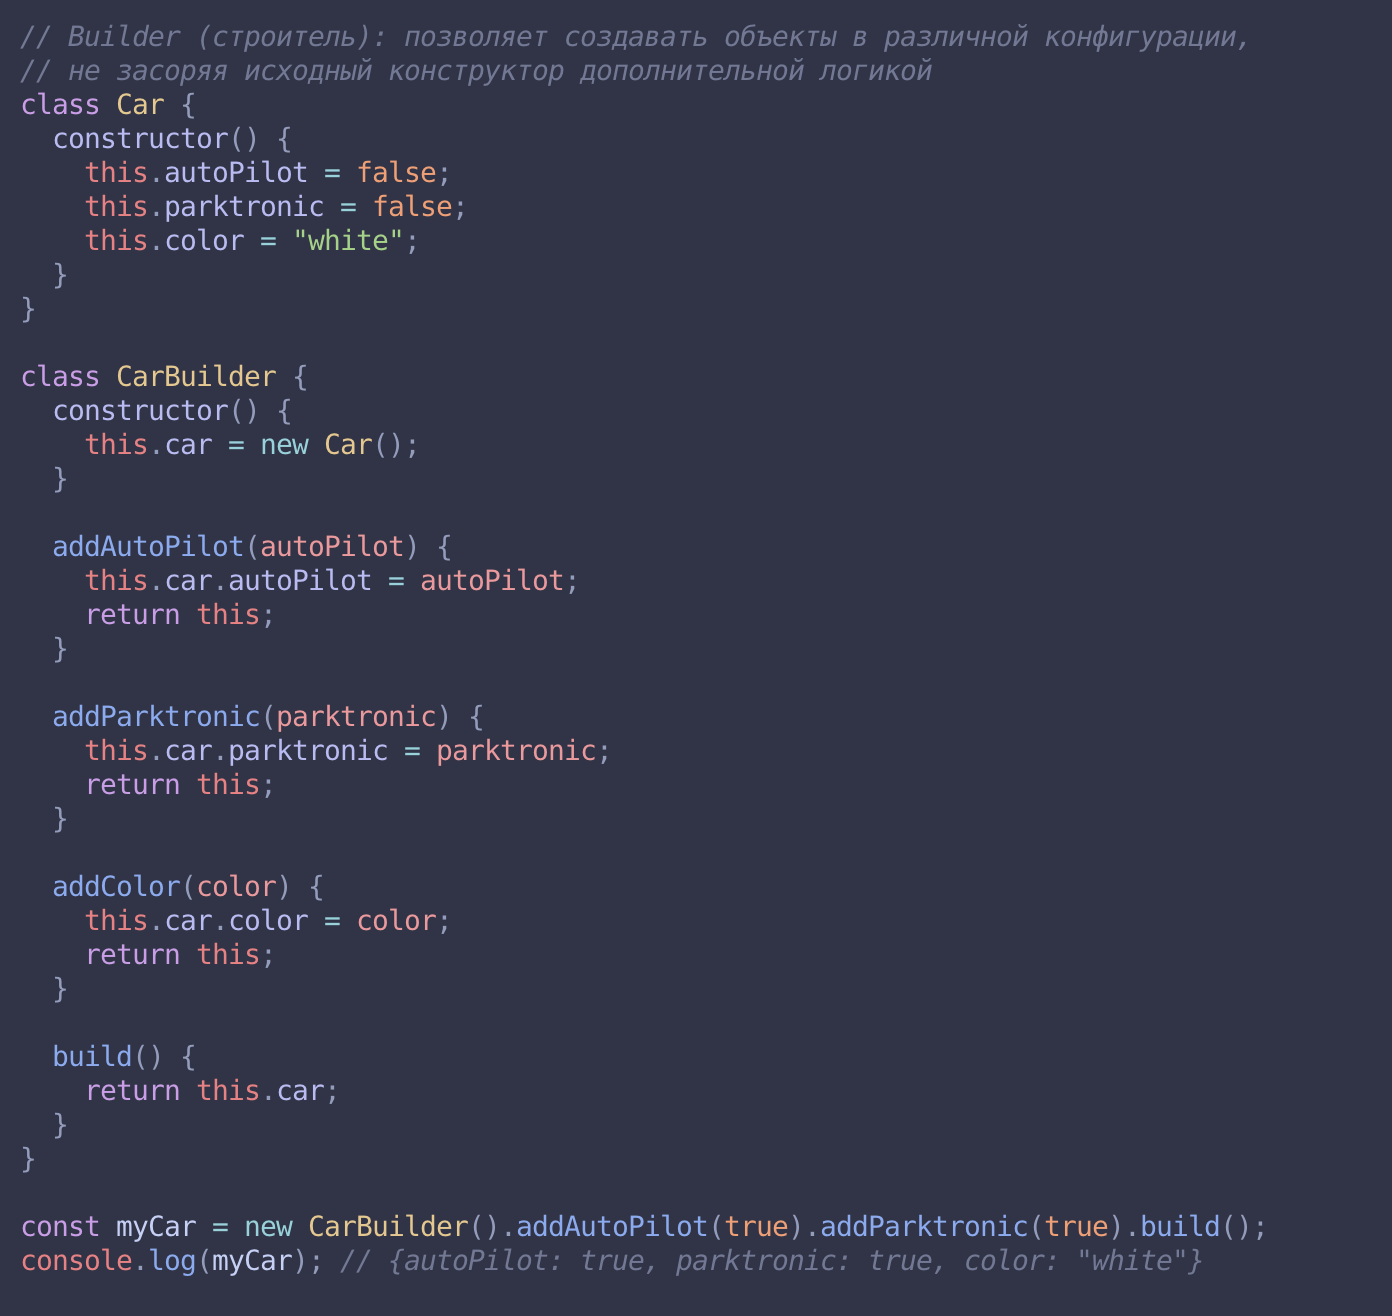 // Builder (строитель): позволяет создавать объекты в различной конфигурации,
// не засоряя исходный конструктор дополнительной логикой
class Car {
  constructor() {
    this.autoPilot = false;
    this.parktronic = false;
    this.color = "white";
  }
}

class CarBuilder {
  constructor() {
    this.car = new Car();
  }

  addAutoPilot(autoPilot) {
    this.car.autoPilot = autoPilot;
    return this;
  }

  addParktronic(parktronic) {
    this.car.parktronic = parktronic;
    return this;
  }

  addColor(color) {
    this.car.color = color;
    return this;
  }

  build() {
    return this.car;
  }
}

const myCar = new CarBuilder().addAutoPilot(true).addParktronic(true).build();
console.log(myCar); // {autoPilot: true, parktronic: true, color: "white"}